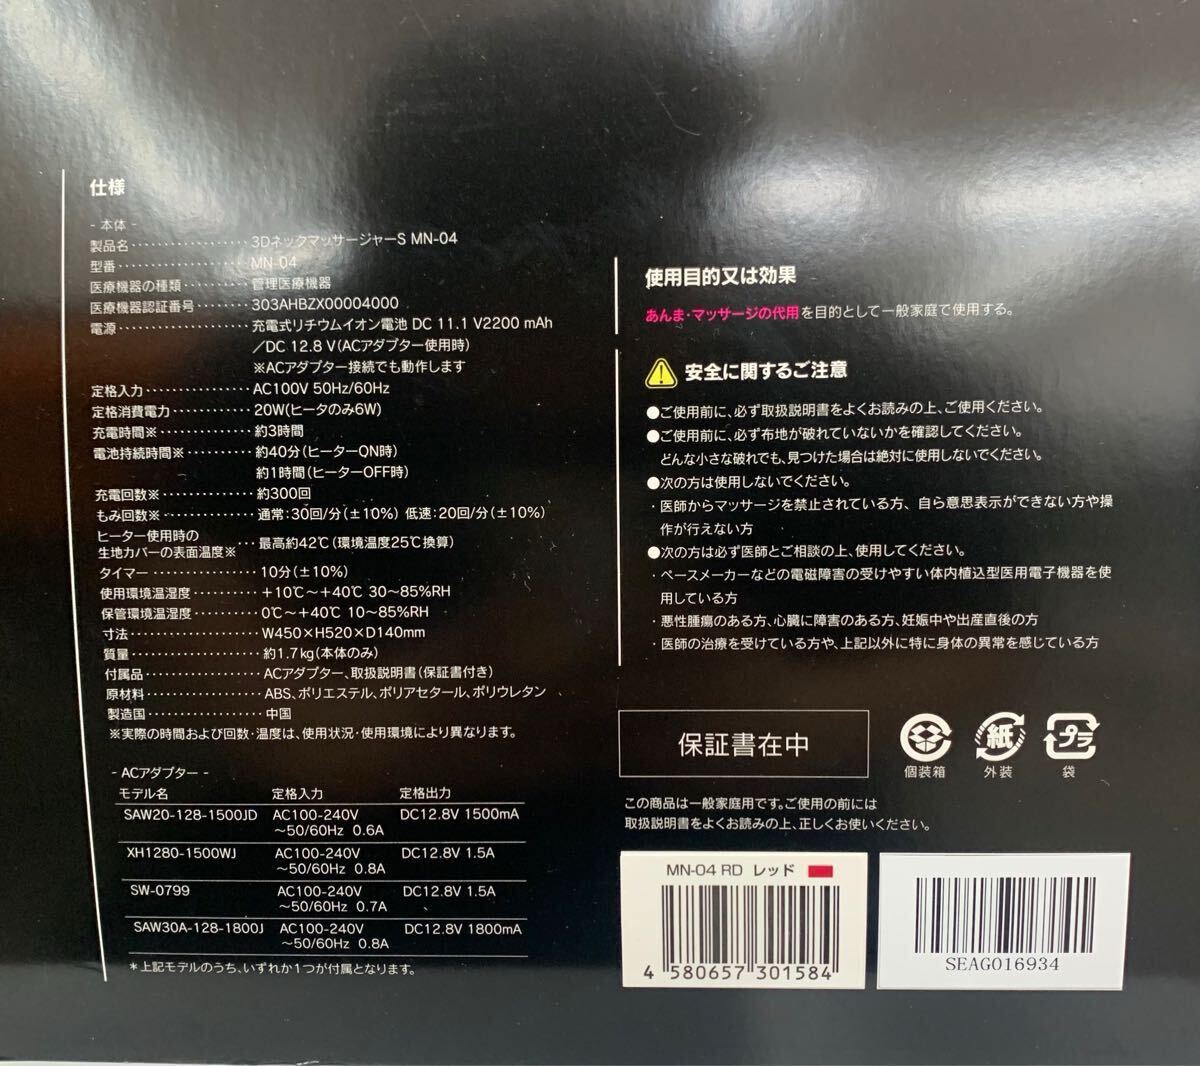 仕様
- 本体 -
製品名・・・・・・・・・・・・・・・・・・3DネックマッサージャーS MN-04
型番・・・・・・・・・・・・・・・・・・・・MN-04
医療機器の種類・・・・・・・・・・管理医療機器
医療機器認証番号・・・・・・・・303AHBZX00004000
電源・・・・・・・・・・・・・・・・・・・・充電式リチウムイオン電池 DC 11.1 V2200 mAh
/DC 12.8 V(ACアダプター使用時)
※ACアダプター接続でも動作します
定格入力・・・・・・・・・・・・・・・・AC100V 50Hz/60Hz
定格消費電力・・・・・・・・・・・・20W(ヒータのみ6W)
充電時間※・・・・・・・・・・・・・・約3時間
電池持続時間※・・・・・・・・・・約40分(ヒーターON時)
約1時間(ヒーターOFF時)
充電回数※・・・・・・・・・・・・・・約300回
もみ回数※・・・・・・・・・・・・・・通常:30回/分(±10%) 低速:20回/分(±10%)
ヒーター使用時の
生地カバーの表面温度※・・・最高約42℃(環境温度25℃換算)
タイマー・・・・・・・・・・・・・・・・10分(±10%)
使用環境温湿度・・・・・・・・・・+10℃〜+40℃ 30〜85%RH
保管環境温湿度・・・・・・・・・・0℃〜+40℃ 10〜85%RH
寸法・・・・・・・・・・・・・・・・・・・・W450×H520×D140mm
質量・・・・・・・・・・・・・・・・・・・・約1.7kg(本体のみ)
付属品・・・・・・・・・・・・・・・・・・ACアダプター、取扱説明書(保証書付き)
原材料・・・・・・・・・・・・・・・・・・ABS、ポリエステル、ポリアセタール、ポリウレタン
製造国・・・・・・・・・・・・・・・・・・中国
※実際の時間および回数・温度は、使用状況・使用環境により異なります。
- ACアダプター -
モデル名 定格入力 定格出力
SAW20-128-1500JD AC100-240V DC12.8V 1500mA
〜50/60Hz 0.6A
XH1280-1500WJ AC100-240V DC12.8V 1.5A
〜50/60Hz 0.8A
SW-0799 AC100-240V DC12.8V 1.5A
〜50/60Hz 0.7A
SAW30A-128-1800J AC100-240V DC12.8V 1800mA
〜50/60Hz 0.8A
*上記モデルのうち、いずれか1つが付属となります。
使用目的又は効果
あんま・マッサージの代用を目的として一般家庭で使用する。
安全に関するご注意
●ご使用前に、必ず取扱説明書をよくお読みの上、ご使用ください。
●ご使用前に、必ず布地が破れていないかを確認してください。
どんな小さな破れでも、見つけた場合は絶対に使用しないでください。
●次の方は使用しないでください。
・医師からマッサージを禁止されている方、自ら意思表示ができない方や操
作が行えない方
●次の方は必ず医師とご相談の上、使用してください。
・ペースメーカーなどの電磁障害の受けやすい体内植込型医用電子機器を使
用している方
・悪性腫瘍のある方、心臓に障害のある方、妊娠中や出産直後の方
・医師の治療を受けている方や、上記以外に特に身体の異常を感じている方
保証書在中
個装箱
紙
外装
プラ
袋
この商品は一般家庭用です。ご使用の前には
取扱説明書をよくお読みの上、正しくお使いください。
MN-04 RD レッド
4 580657 301584
SEAG016934